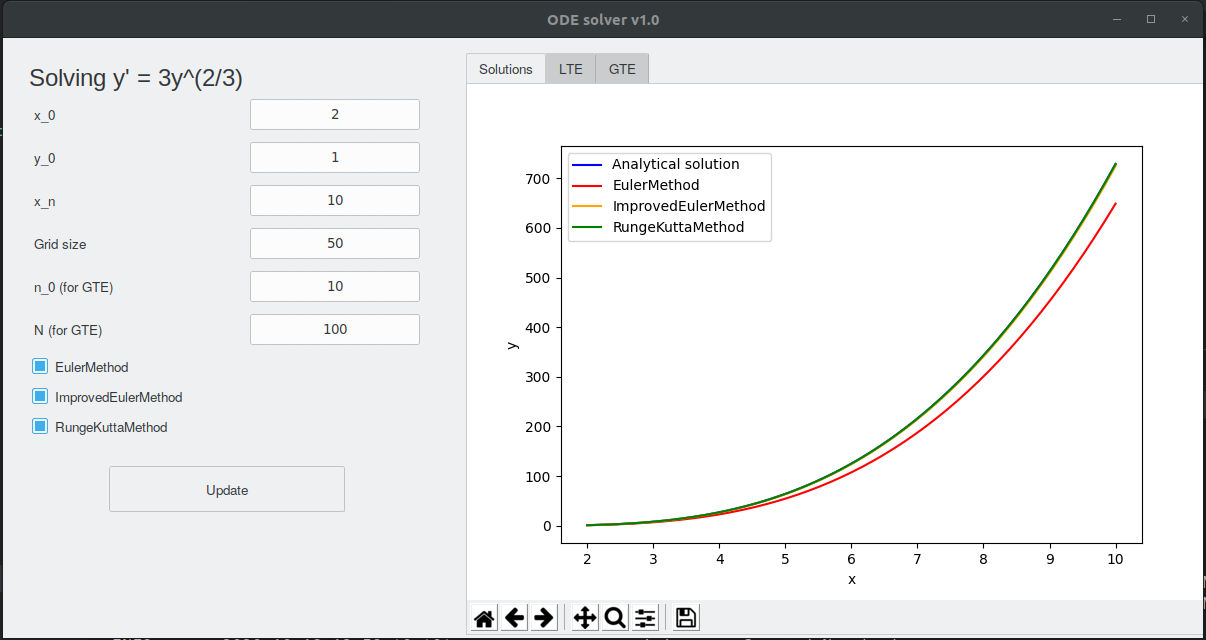 ODE solver v1.0
Solving y' = 3y^(2/3)
x_0 2
y_0 1
x_n 10
Grid size 50
n_0 (for GTE) 10
N (for GTE) 100
EulerMethod
ImprovedEulerMethod
RungeKuttaMethod
Update
Solutions LTE GTE
Analytical solution
EulerMethod
ImprovedEulerMethod
RungeKuttaMethod
700
600
500
400
300
200
100
0
y
2 3 4 5 6 7 8 9 10
x